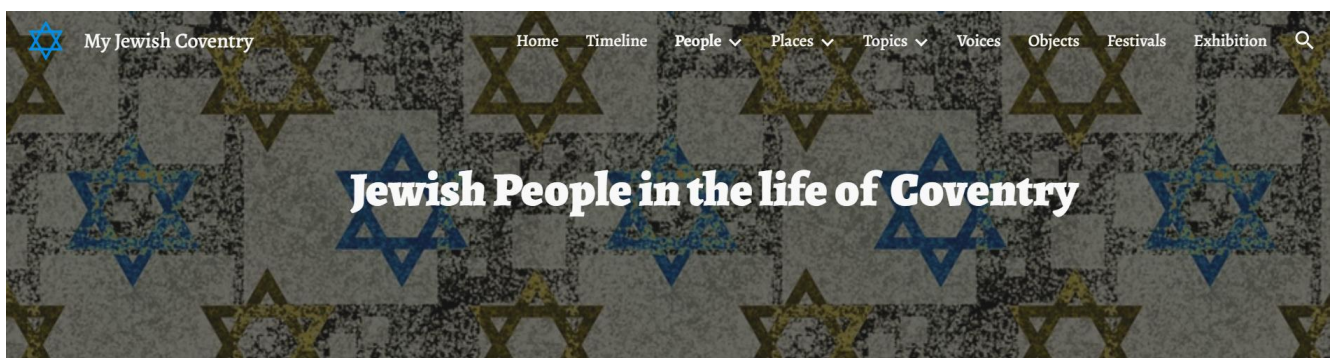 My Jewish Coventry
Home Timeline People Places Topics Voices Objects Festivals Exhibition
Jewish People in the life of Coventry